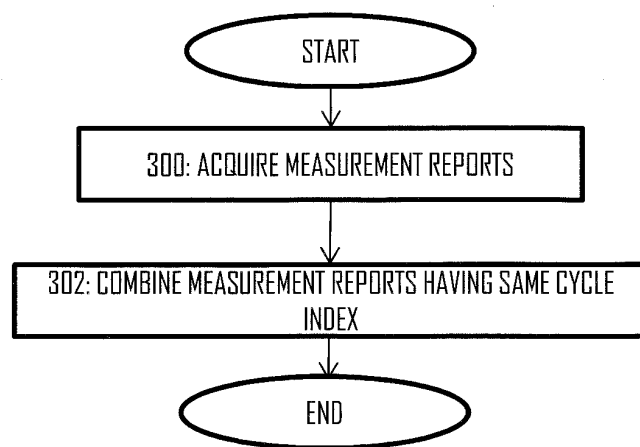 START
300: ACQUIRE MEASUREMENT REPORTS
302: COMBINE MEASUREMENT REPORTS HAVING SAME CYCLE
INDEX
END